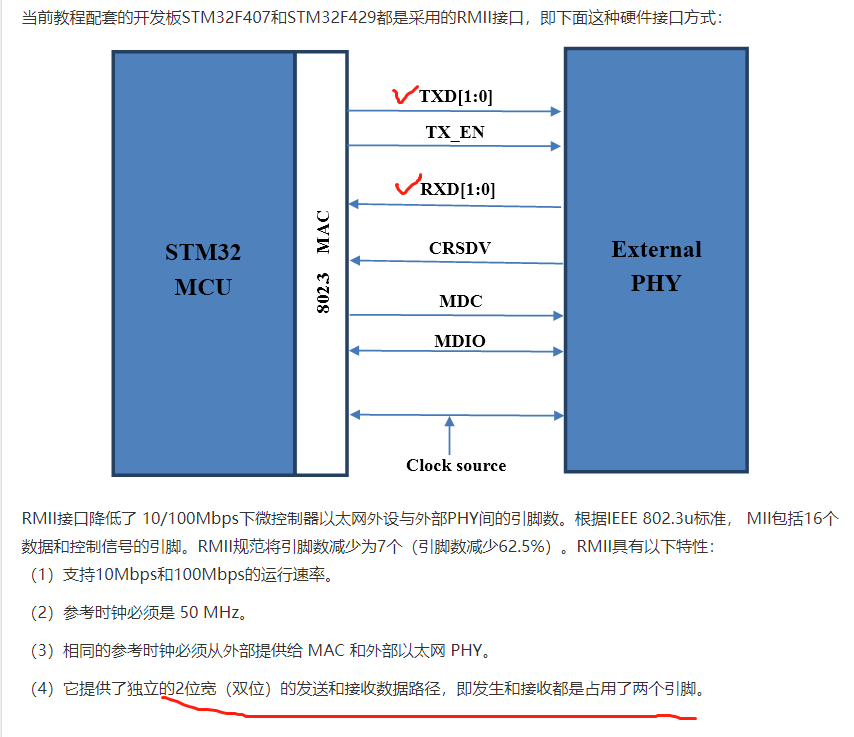 当前教程配套的开发板STM32F407和STM32F429都是采用的RMII接口，即下面这种硬件接口方式：
TXD[1:0]
TX_EN
RXD[1:0]
CRSDV
MDC
MDIO
Clock source
STM32
MCU
802.3 MAC
External
PHY
RMII接口降低了 10/100Mbps下微控制器以太网外设与外部PHY间的引脚数。根据IEEE 802.3u标准， MII包括16个
数据和控制信号的引脚。RMII规范将引脚数减少为7个（引脚数减少62.5%）。RMII具有以下特性：
（1）支持10Mbps和100Mbps的运行速率。
（2）参考时钟必须是 50 MHz。
（3）相同的参考时钟必须从外部提供给 MAC 和外部以太网 PHY。
（4）它提供了独立的2位宽（双位）的发送和接收数据路径，即发生和接收都是占用了两个引脚。